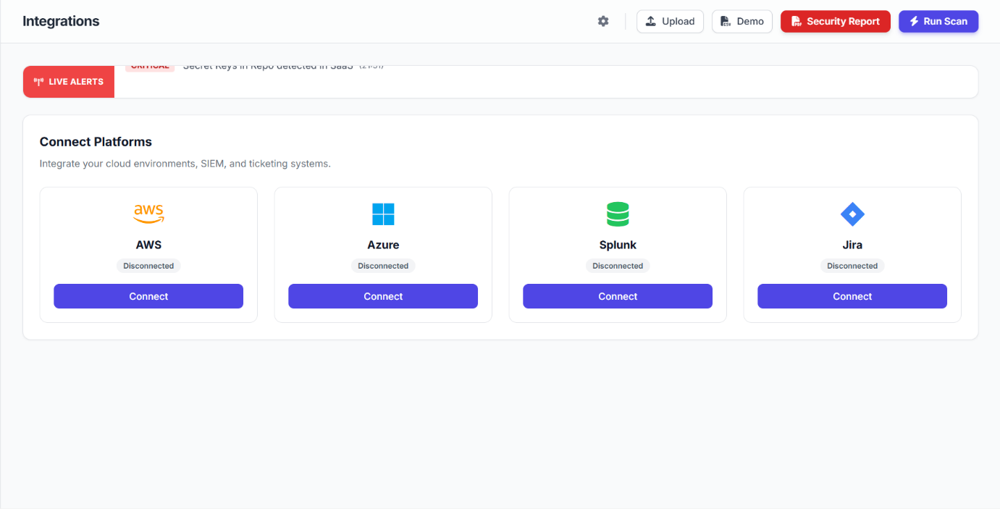 Integrations
Upload
Demo
Security Report
Run Scan
LIVE ALERTS
CRITICAL Secret Keys in Repo detected in SaaS (21:51)
Connect Platforms
Integrate your cloud environments, SIEM, and ticketing systems.
aws
AWS
Disconnected
Connect
Azure
Disconnected
Connect
Splunk
Disconnected
Connect
Jira
Disconnected
Connect